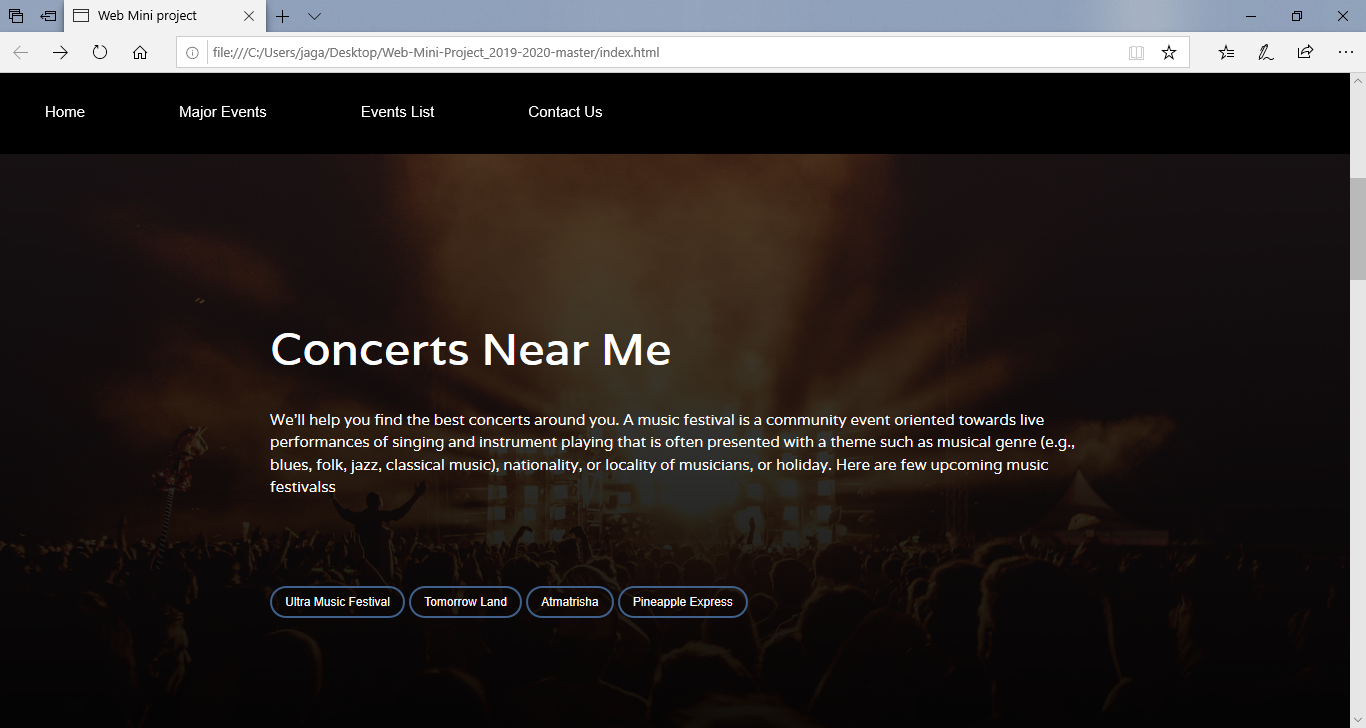 Web Mini project
file:///C:/Users/jaga/Desktop/Web-Mini-Project_2019-2020-master/index.html
Home Major Events Events List Contact Us
Concerts Near Me
We'll help you find the best concerts around you. A music festival is a community event oriented towards live
performances of singing and instrument playing that is often presented with a theme such as musical genre (e.g.,
blues, folk, jazz, classical music), nationality, or locality of musicians, or holiday. Here are few upcoming music
festivalss
Ultra Music Festival Tomorrow Land Atmatrisha Pineapple Express